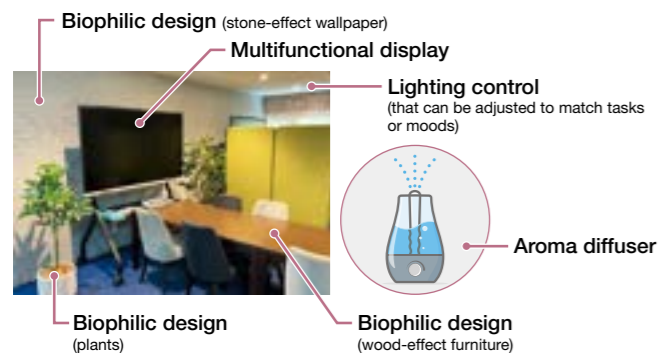 Biophilic design (stone-effect wallpaper)
Multifunctional display
Lighting control
(that can be adjusted to match tasks
or moods)
Aroma diffuser
Biophilic design
(plants)
Biophilic design
(wood-effect furniture)